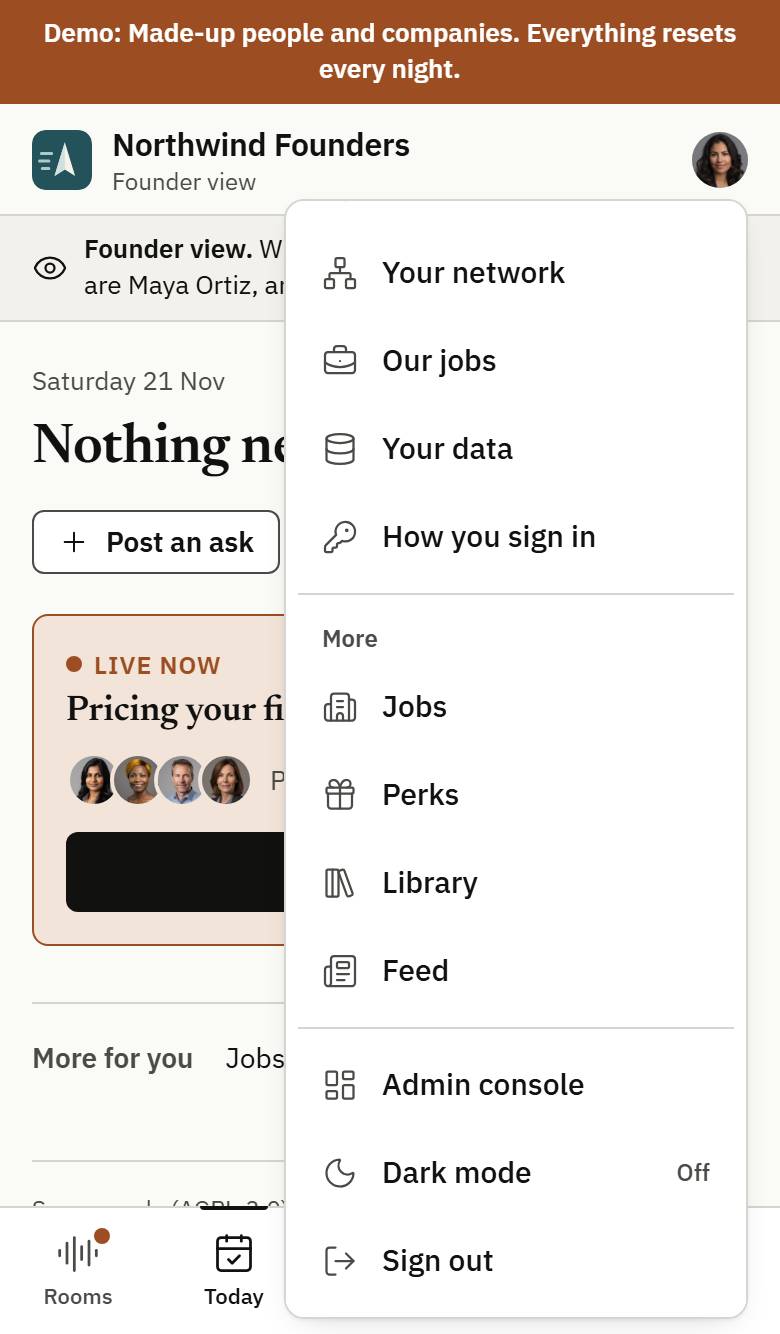 Demo: Made-up people and companies. Everything resets
every night.
Northwind Founders
Founder view
Founder view.
are Maya Ortiz,
Saturday 21 Nov
Nothing
Post an ask
LIVE NOW
Pricing your
More for you Jobs
Rooms
Today
Your network
Our jobs
Your data
How you sign in
More
Jobs
Perks
Library
Feed
Admin console
Dark mode Off
Sign out